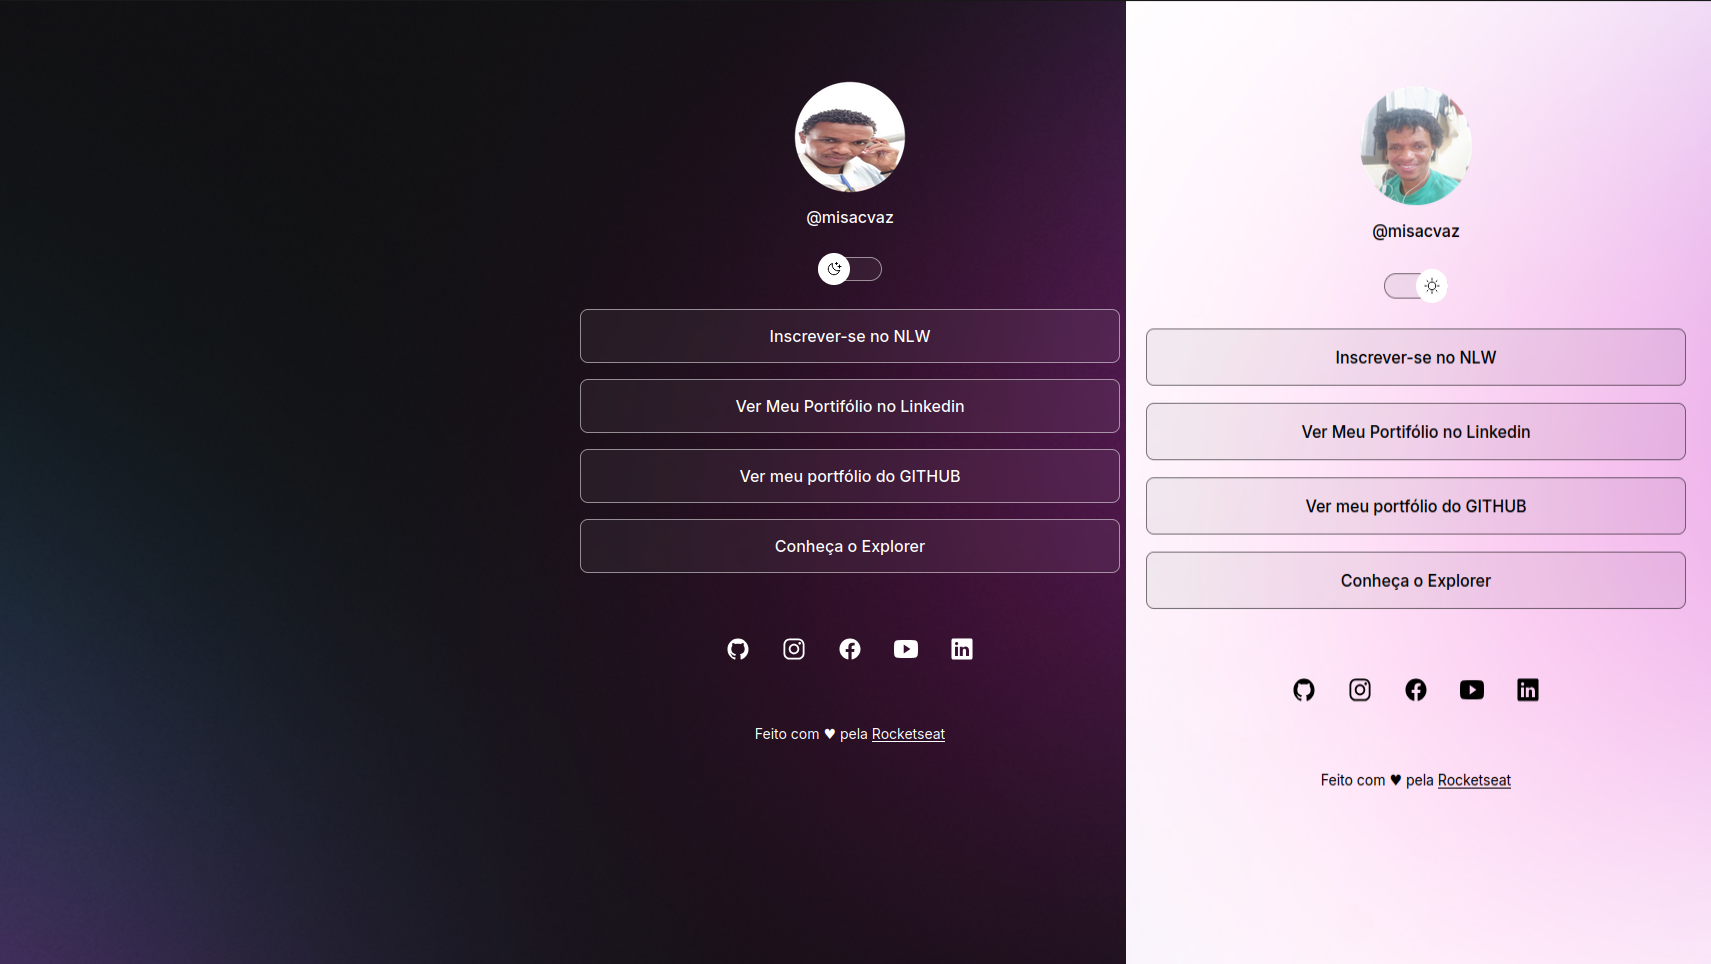 @misacvaz
Inscrever-se no NLW
Ver Meu Portifólio no Linkedin
Ver meu portfólio do GITHUB
Conheça o Explorer
Feito com ♥ pela Rocketseat
@misacvaz
Inscrever-se no NLW
Ver Meu Portifólio no Linkedin
Ver meu portfólio do GITHUB
Conheça o Explorer
Feito com ♥ pela Rocketseat